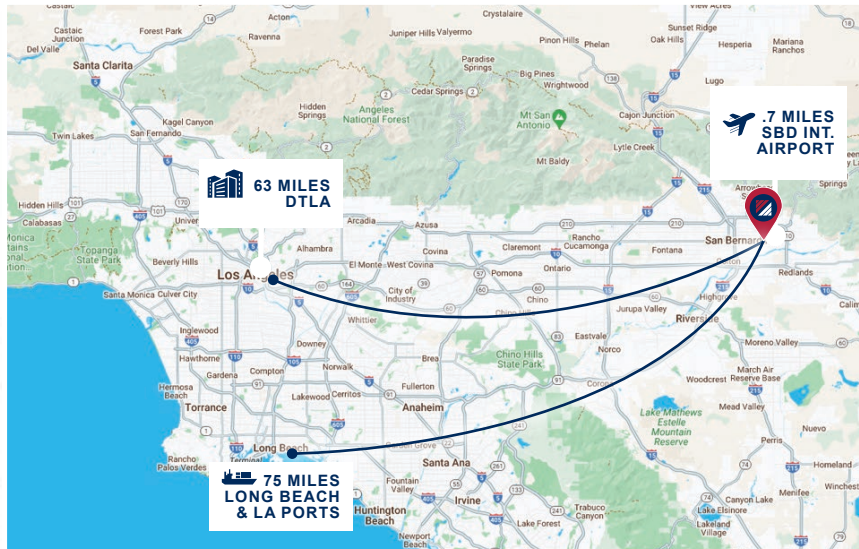 Castaic
Castaic Junction
Del Valle
Forest Park
Acton
Ravenna
Juniper Hills
Valyermo
Crystalaire
Pinon Hills
Phelan
Sunset Ridge
Oak Hills
View Acres
Hesperia
Mariana Ranchos
Santa Clarita
Paradise Springs
Big Pines
Wrightwood
Cedar Springs
Lugo
Hidden Springs
Angeles National Forest
Mt San Antonio
Cajon Junction
Kagel Canyon
San Fernando
Twin Lakes
Mt Baldy
Lytle Creek
.7 MILES
SBD INT.
AIRPORT
63 MILES
DTLA
Hidden Hills
Calabasas
Topanga State Park
Beverly Hills
Alhambra
Arcadia
Azusa
Covina
Claremont
Rancho Cucamonga
Fontana
San Bernard
Los Angeles
El Monte
West Covina
Pomona
Ontario
Colton
Redlands
Santa Monica
Culver City
City of Industry
Chino
Chino Hills
Jurupa Valley
Highgrove
Riverside
Whittier
Inglewood
Hawthorne
Downey
Eastvale
Norco
Moreno Valley
Gardena
Compton
Norwalk
Brea
Chino Hills State Park
Woodcrest
March Air Reserve Base
Hermosa Beach
Torrance
Lakewood
Cerritos
Fullerton
Anaheim
Mead Valley
Lake Mathews Estelle Mountain Reserve
Nuevo
Perris
Rancho Palos Verdes
Long Beach
Garden Grove
Santa Ana
Homeland
75 MILES
LONG BEACH
& LA PORTS
Fountain Valley
Huntington Beach
Irvine
Newport Beach
Lake Forest
Trabuco Canyon
Canyon Lake
Menifee
Winchest
Lake Elsinore
Lakeland Village